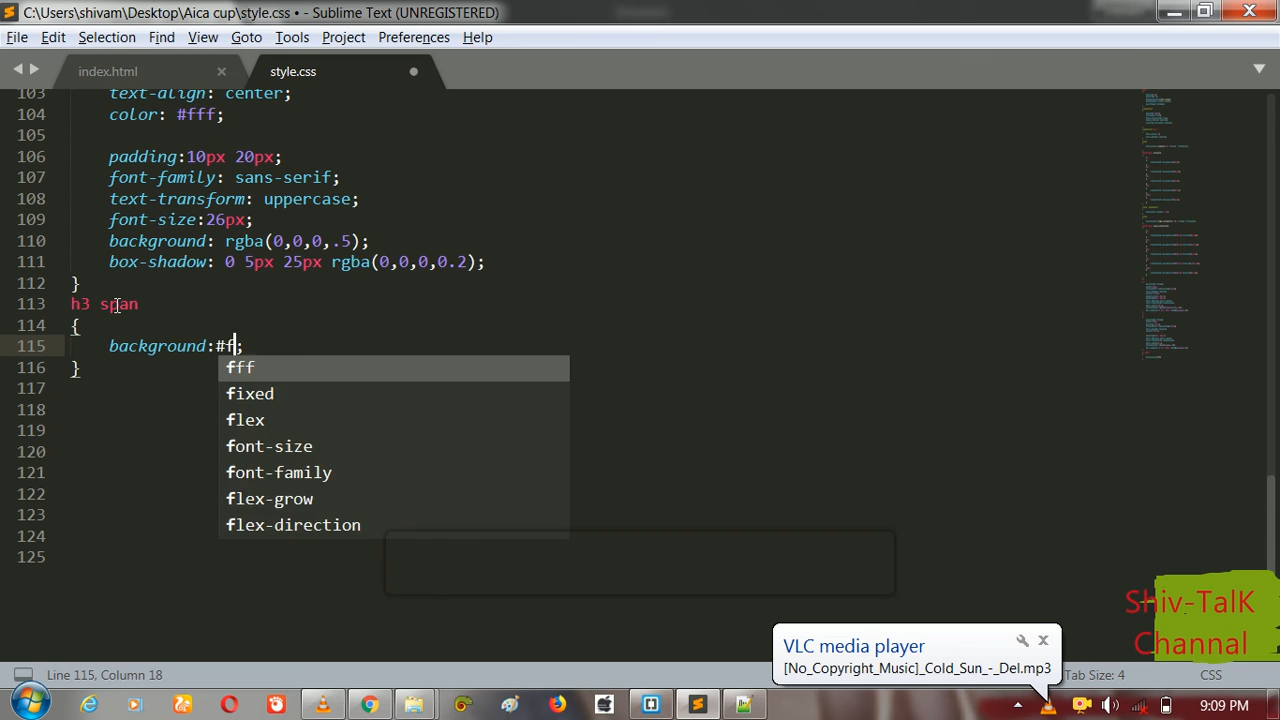 C:\Users\shivam\Desktop\Aica cup\style.css • - Sublime Text (UNREGISTERED)
File Edit Selection Find View Goto Tools Project Preferences Help
index.html style.css
103 text-align: center;
104 color: #fff;
105
106 padding:10px 20px;
107 font-family: sans-serif;
108 text-transform: uppercase;
109 font-size:26px;
110 background: rgba(0,0,0,.5);
111 box-shadow: 0 5px 25px rgba(0,0,0,0.2);
112 }
113 h3 span
114 {
115 background:#f;
116 }
fff
117
fixed
118
flex
119
font-size
120
font-family
121
flex-grow
122
flex-direction
123
124
125
Shiv-TalK
Channal
VLC media player
[No_Copyright_Music]_Cold_Sun_-_Del.mp3
Line 115, Column 18 Tab Size: 4 CSS
9:09 PM